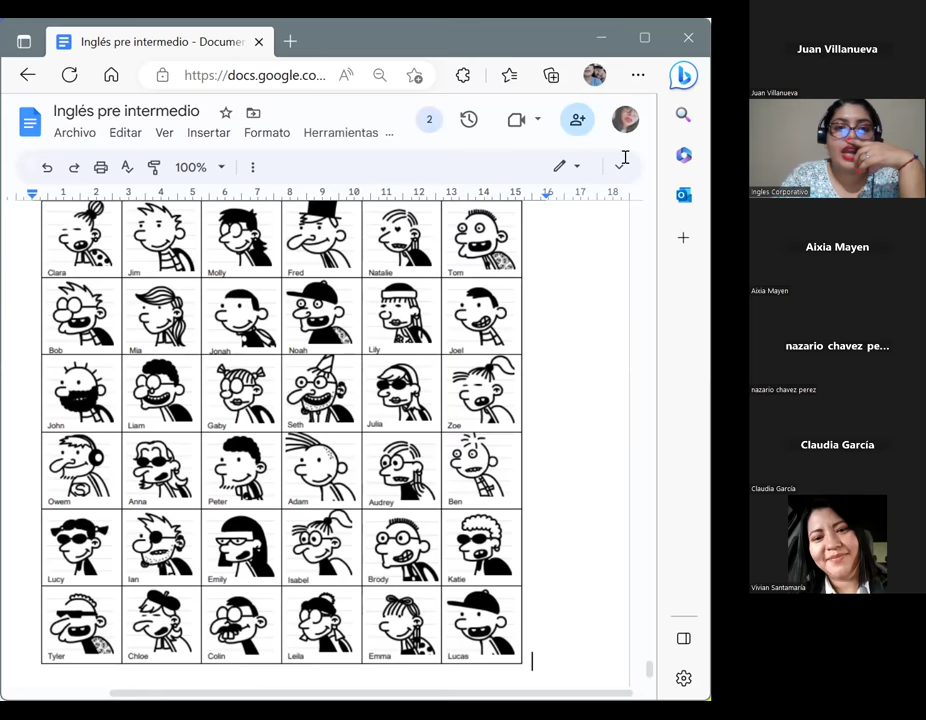 Inglés pre intermedio - Documen
https://docs.google.co...
Inglés pre intermedio
Archivo Editar Ver Insertar Formato Herramientas ...
2
100%
1 2 3 4 5 6 7 8 9 10 11 12 13 14 15 16 17 18
Clara Jim Molly Fred Natalie Tom
Bob Mia Jonah Noah Lily Joel
John Liam Gaby Seth Julia Zoe
Owem Anna Peter Adam Audrey Ben
Lucy Ian Emily Isabel Brody Katie
Tyler Chloe Colin Leila Emma Lucas
Juan Villanueva
Juan Villanueva
Ingles Corporativo
Aixia Mayen
Aixia Mayen
nazario chavez pe...
nazario chavez perez
Claudia García
Claudia García
Vivian Santamaría